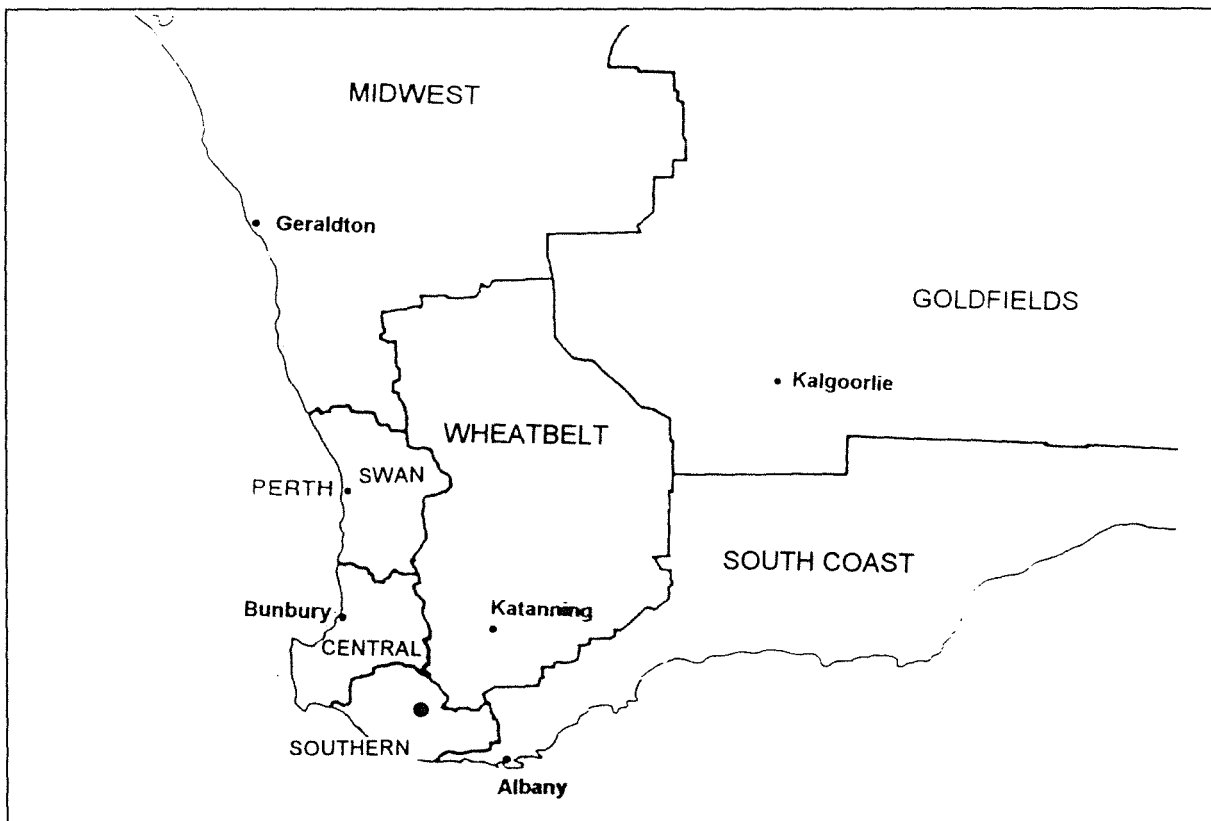 MIDWEST
Geraldton
GOLDFIELDS
Kalgoorlie
WHEATBELT
SWAN
PERTH
SOUTH COAST
Bunbury
Katanning
CENTRAL
SOUTHERN
Albany